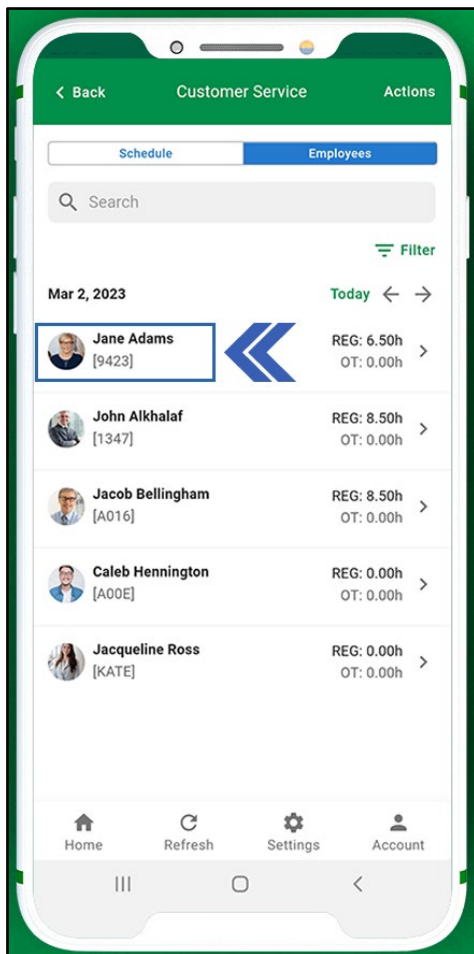 Back Customer Service Actions
Schedule Employees
Search
Filter
Mar 2, 2023 Today
Jane Adams REG: 6.50h
[9423] OT: 0.00h
John Alkhalaf REG: 8.50h
[1347] OT: 0.00h
Jacob Bellingham REG: 8.50h
[A016] OT: 0.00h
Caleb Hennington REG: 0.00h
[A00E] OT: 0.00h
Jacqueline Ross REG: 0.00h
[KATE] OT: 0.00h
Home Refresh Settings Account